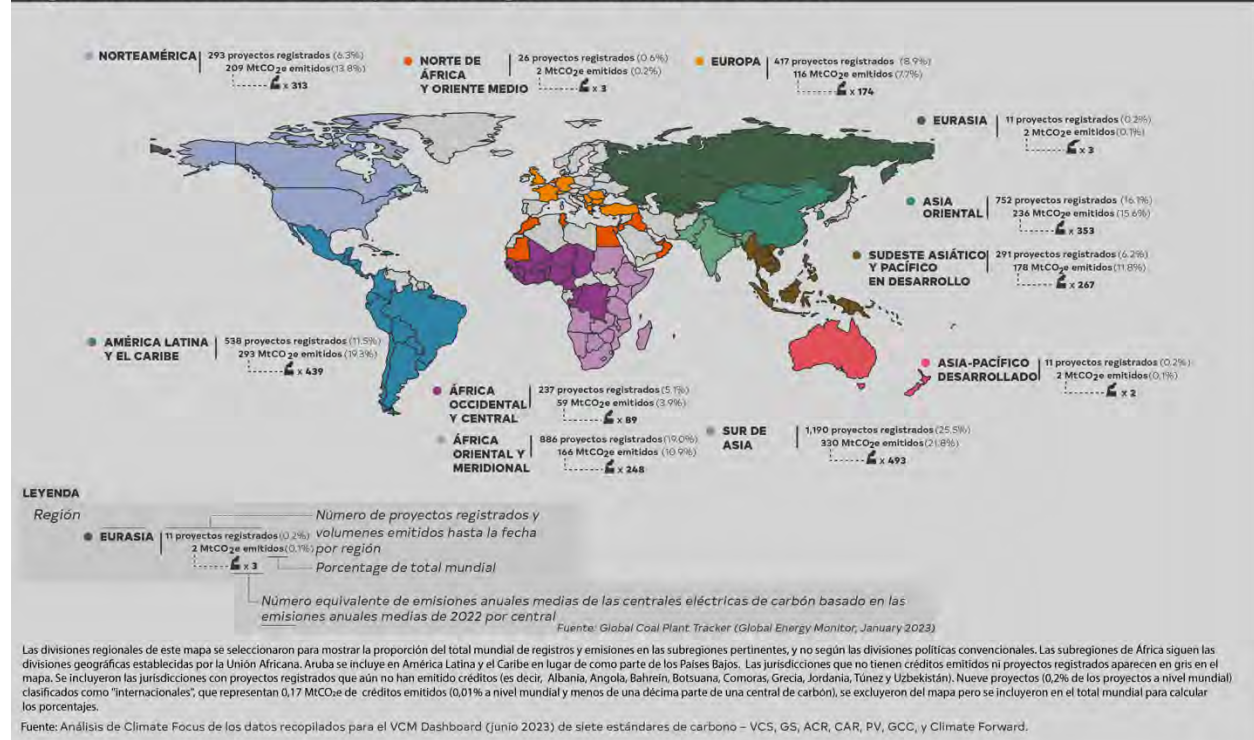 NORTEAMÉRICA
293 proyectos registrados (6.3%)
209 MtCO2e emitidos (13.8%)
x 313
NORTE DE
ÁFRICA
Y ORIENTE MEDIO
26 proyectos registrados (0.6%)
2 MtCO2e emitidos (0.2%)
x 3
EUROPA
417 proyectos registrados (8.9%)
116 MtCO2e emitidos (7.7%)
x 174
EURASIA
11 proyectos registrados (0.2%)
2 MtCO2e emitidos (0.1%)
x 3
ASIA
ORIENTAL
752 proyectos registrados (16.1%)
236 MtCO2e emitidos (15.6%)
x 353
SUDESTE ASIÁTICO
Y PACÍFICO
EN DESARROLLO
291 proyectos registrados (6.2%)
178 MtCO2e emitidos (11.8%)
x 267
AMÉRICA LATINA
Y EL CARIBE
538 proyectos registrados (11.5%)
293 MtCO2e emitidos (19.3%)
x 439
ASIA-PACÍFICO
DESARROLLADO
11 proyectos registrados (0.2%)
2 MtCO2e emitidos (0,1%)
x 2
ÁFRICA
OCCIDENTAL
Y CENTRAL
237 proyectos registrados (5.1%)
59 MtCO2e emitidos (3.9%)
x 89
ÁFRICA
ORIENTAL Y
MERIDIONAL
886 proyectos registrados (19.0%)
166 MtCO2e emitidos (10.9%)
x 248
SUR DE
ASIA
1,190 proyectos registrados (25.5%)
330 MtCO2e emitidos (21.8%)
x 493
LEYENDA
Región
EURASIA
11 proyectos registrados (0.2%)
2 MtCO2e emitidos (0,1%)
x 3
Número de proyectos registrados y
volumenes emitidos hasta la fecha
por región
Porcentage de total mundial
Número equivalente de emisiones anuales medias de las centrales eléctricas de carbón basado en las
emisiones anuales medias de 2022 por central
Fuente: Global Coal Plant Tracker (Global Energy Monitor, January 2023)
Las divisiones regionales de este mapa se seleccionaron para mostrar la proporción del total mundial de registros y emisiones en las subregiones pertinentes, y no según las divisiones políticas convencionales. Las subregiones de África siguen las
divisiones geográficas establecidas por la Unión Africana. Aruba se incluye en América Latina y el Caribe en lugar de como parte de los Países Bajos. Las jurisdicciones que no tienen créditos emitidos ni proyectos registrados aparecen en gris en el
mapa. Se incluyeron las jurisdicciones con proyectos registrados que aún no han emitido créditos (es decir, Albania, Angola, Bahreín, Botsuana, Comoras, Grecia, Jordania, Túnez y Uzbekistán). Nueve proyectos (0,2% de los proyectos a nivel mundial)
clasificados como "internacionales", que representan 0,17 MtCO₂e de créditos emitidos (0,01% a nivel mundial y menos de una décima parte de una central de carbón), se excluyeron del mapa pero se incluyeron en el total mundial para calcular
los porcentajes.
Fuente: Análisis de Climate Focus de los datos recopilados para el VCM Dashboard (junio 2023) de siete estándares de carbono – VCS, GS, ACR, CAR, PV, GCC, y Climate Forward.